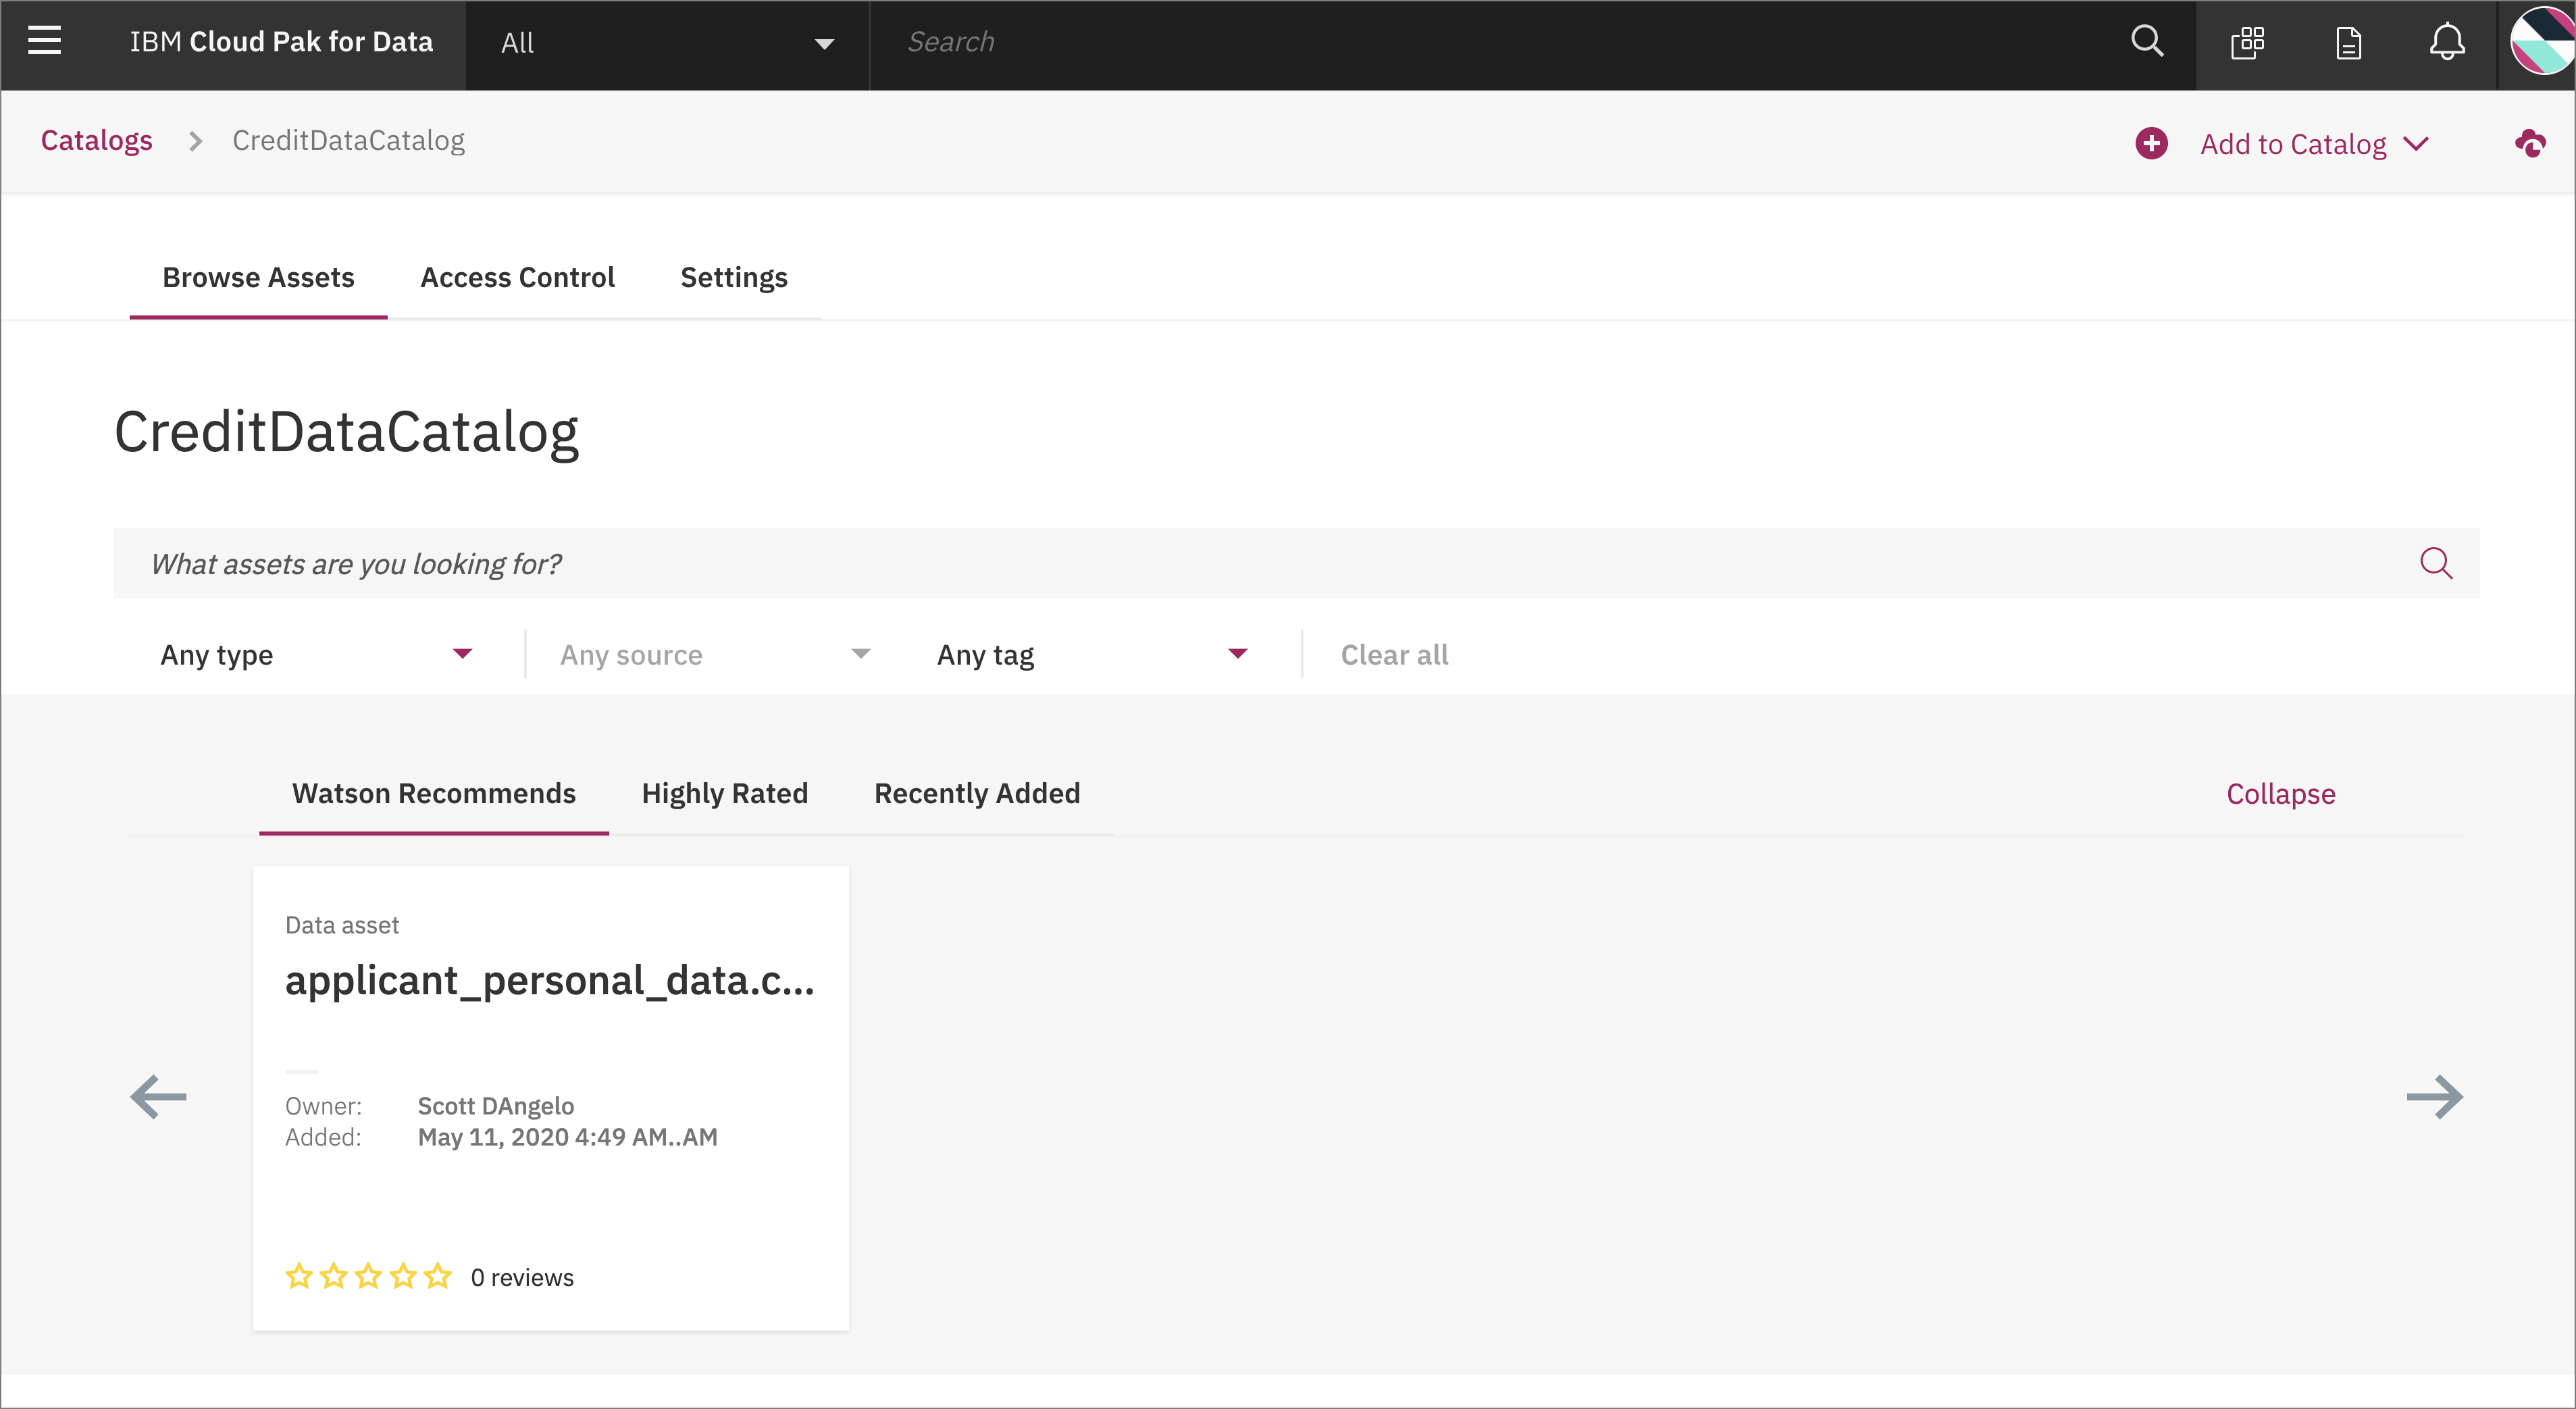 IBM Cloud Pak for Data
All
Search
Catalogs
CreditDataCatalog
Add to Catalog
Browse Assets
Access Control
Settings
CreditDataCatalog
What assets are you looking for?
Any type
Any source
Any tag
Clear all
Watson Recommends
Highly Rated
Recently Added
Collapse
Data asset
applicant_personal_data.c...
Owner: Scott DAngelo
Added: May 11, 2020 4:49 AM..AM
0 reviews